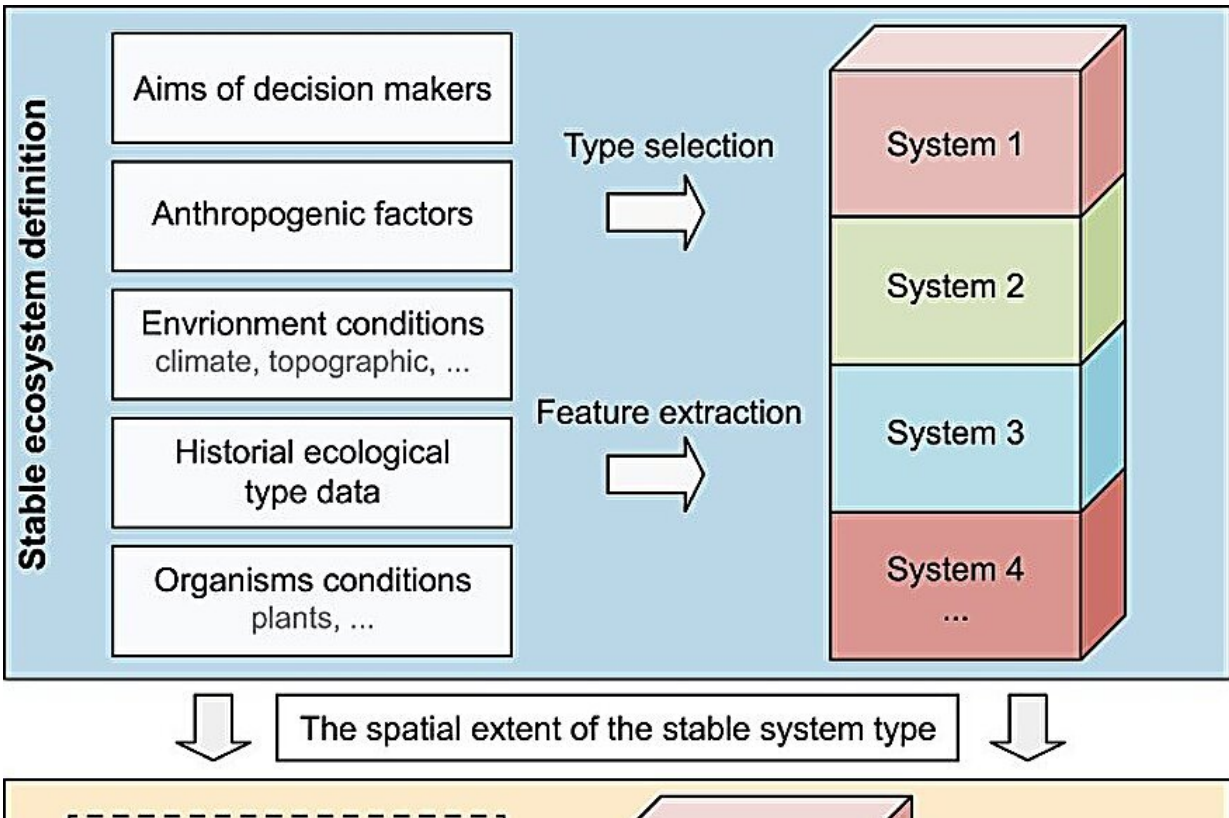 Stable ecosystem definition
Aims of decision makers
Anthropogenic factors
Envrionment conditions
climate, topographic, ...
Historial ecological
type data
Organisms conditions
plants, ...
Type selection
Feature extraction
System 1
System 2
System 3
System 4
...
The spatial extent of the stable system type